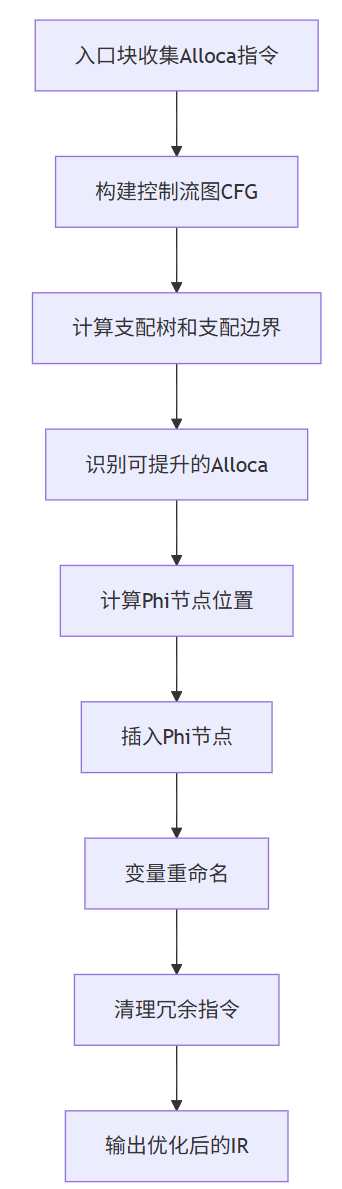 入口块收集Alloca指令
构建控制流图CFG
计算支配树和支配边界
识别可提升的Alloca
计算Phi节点位置
插入Phi节点
变量重命名
清理冗余指令
输出优化后的IR